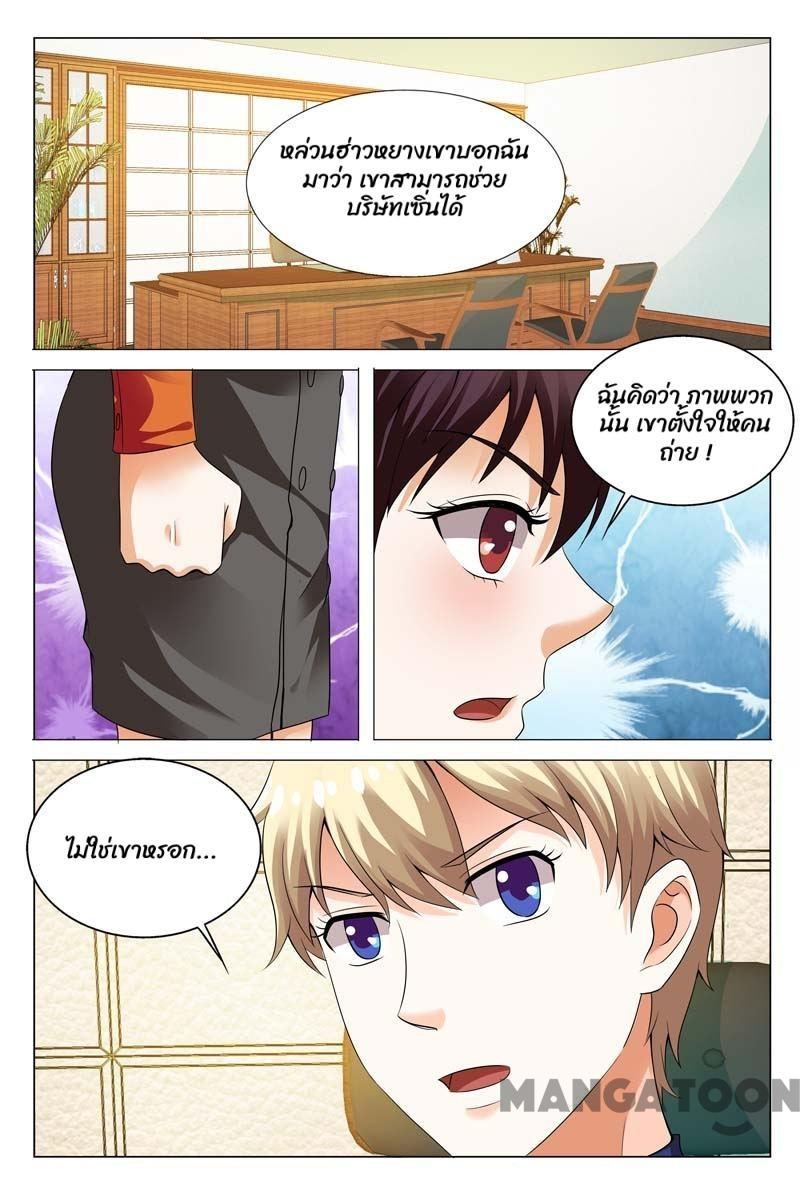 หล่วนฮ่าวหยางเขาบอกฉัน
มาว่า เขาสามารถช่วย
บริษัทเซิ่นได้
ฉันคิดว่า ภาพพวก
นั้น เขาตั้งใจให้คน
ถ่าย !
ไม่ใช่เขาหรอก...
MANGATOON